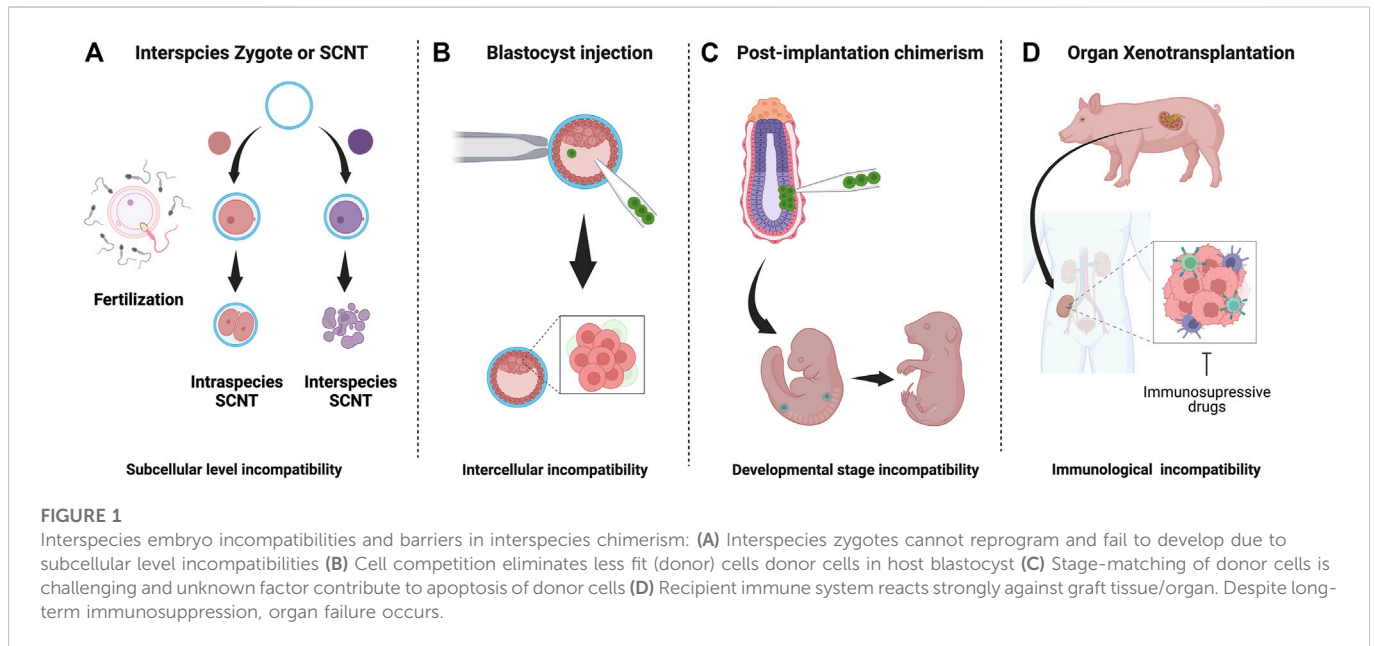 A Interspcies Zygote or SCNT
Fertilization
Intraspecies
SCNT
Interspecies
SCNT
Subcellular level incompatibility
B Blastocyst injection
Intercellular incompatibility
C Post-implantation chimerism
Developmental stage incompatibility
D Organ Xenotransplantation
Immunosupressive
drugs
Immunological incompatibility
FIGURE 1
Interspecies embryo incompatibilities and barriers in interspecies chimerism: (A) Interspecies zygotes cannot reprogram and fail to develop due to
subcellular level incompatibilities (B) Cell competition eliminates less fit (donor) cells donor cells in host blastocyst (C) Stage-matching of donor cells is
challenging and unknown factor contribute to apoptosis of donor cells (D) Recipient immune system reacts strongly against graft tissue/organ. Despite long-
term immunosuppression, organ failure occurs.